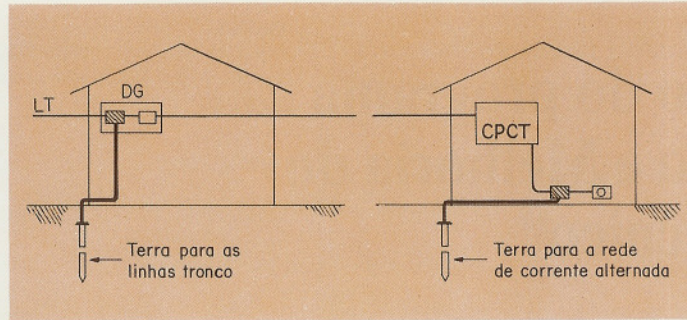 LT
DG
CPCT
Terra para as
linhas tronco
Terra para a rede
de corrente alternada